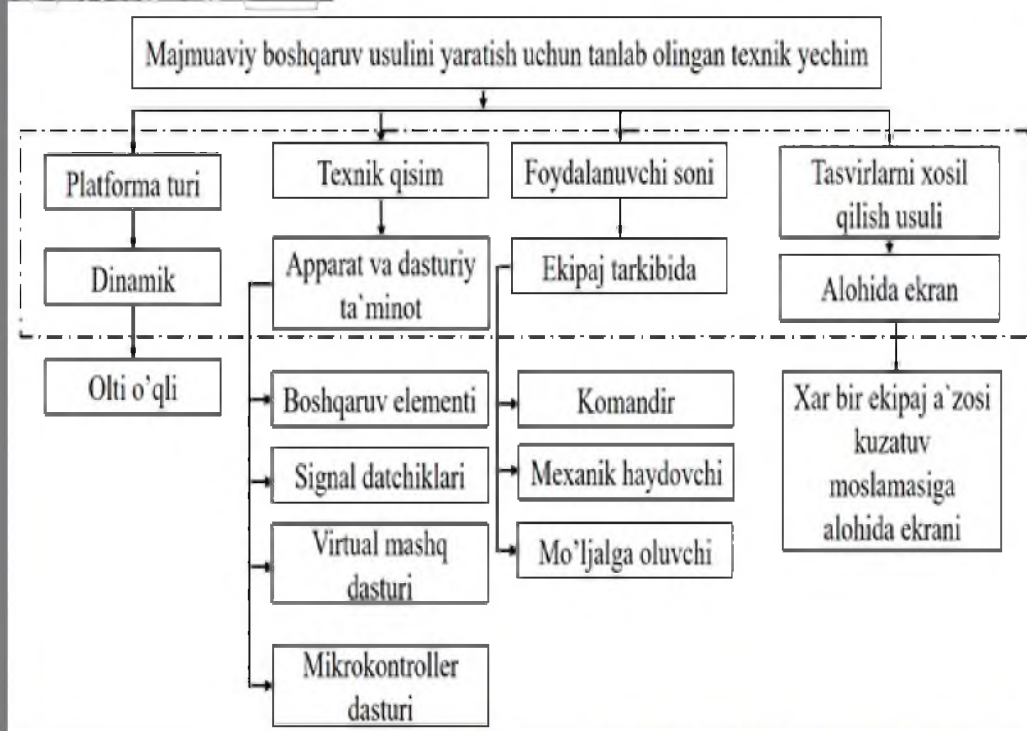 Majmuaviy boshqaruv usulini yaratish uchun tanlab olingan texnik yechim
Platforma turi
Texnik qisim
Foydalanuvchi soni
Tasvirlarni xosil
qilish usuli
Dinamik
Apparat va dasturiy
ta`minot
Ekipaj tarkibida
Alohida ekran
Olti o’qli
Boshqaruv elementi
Signal datchiklari
Virtual mashq
dasturi
Mikrokontroller
dasturi
Komandir
Mexanik haydovchi
Mo’ljalga oluvchi
Xar bir ekipaj a`zosi
kuzatuv
moslamasiga
alohida ekrani